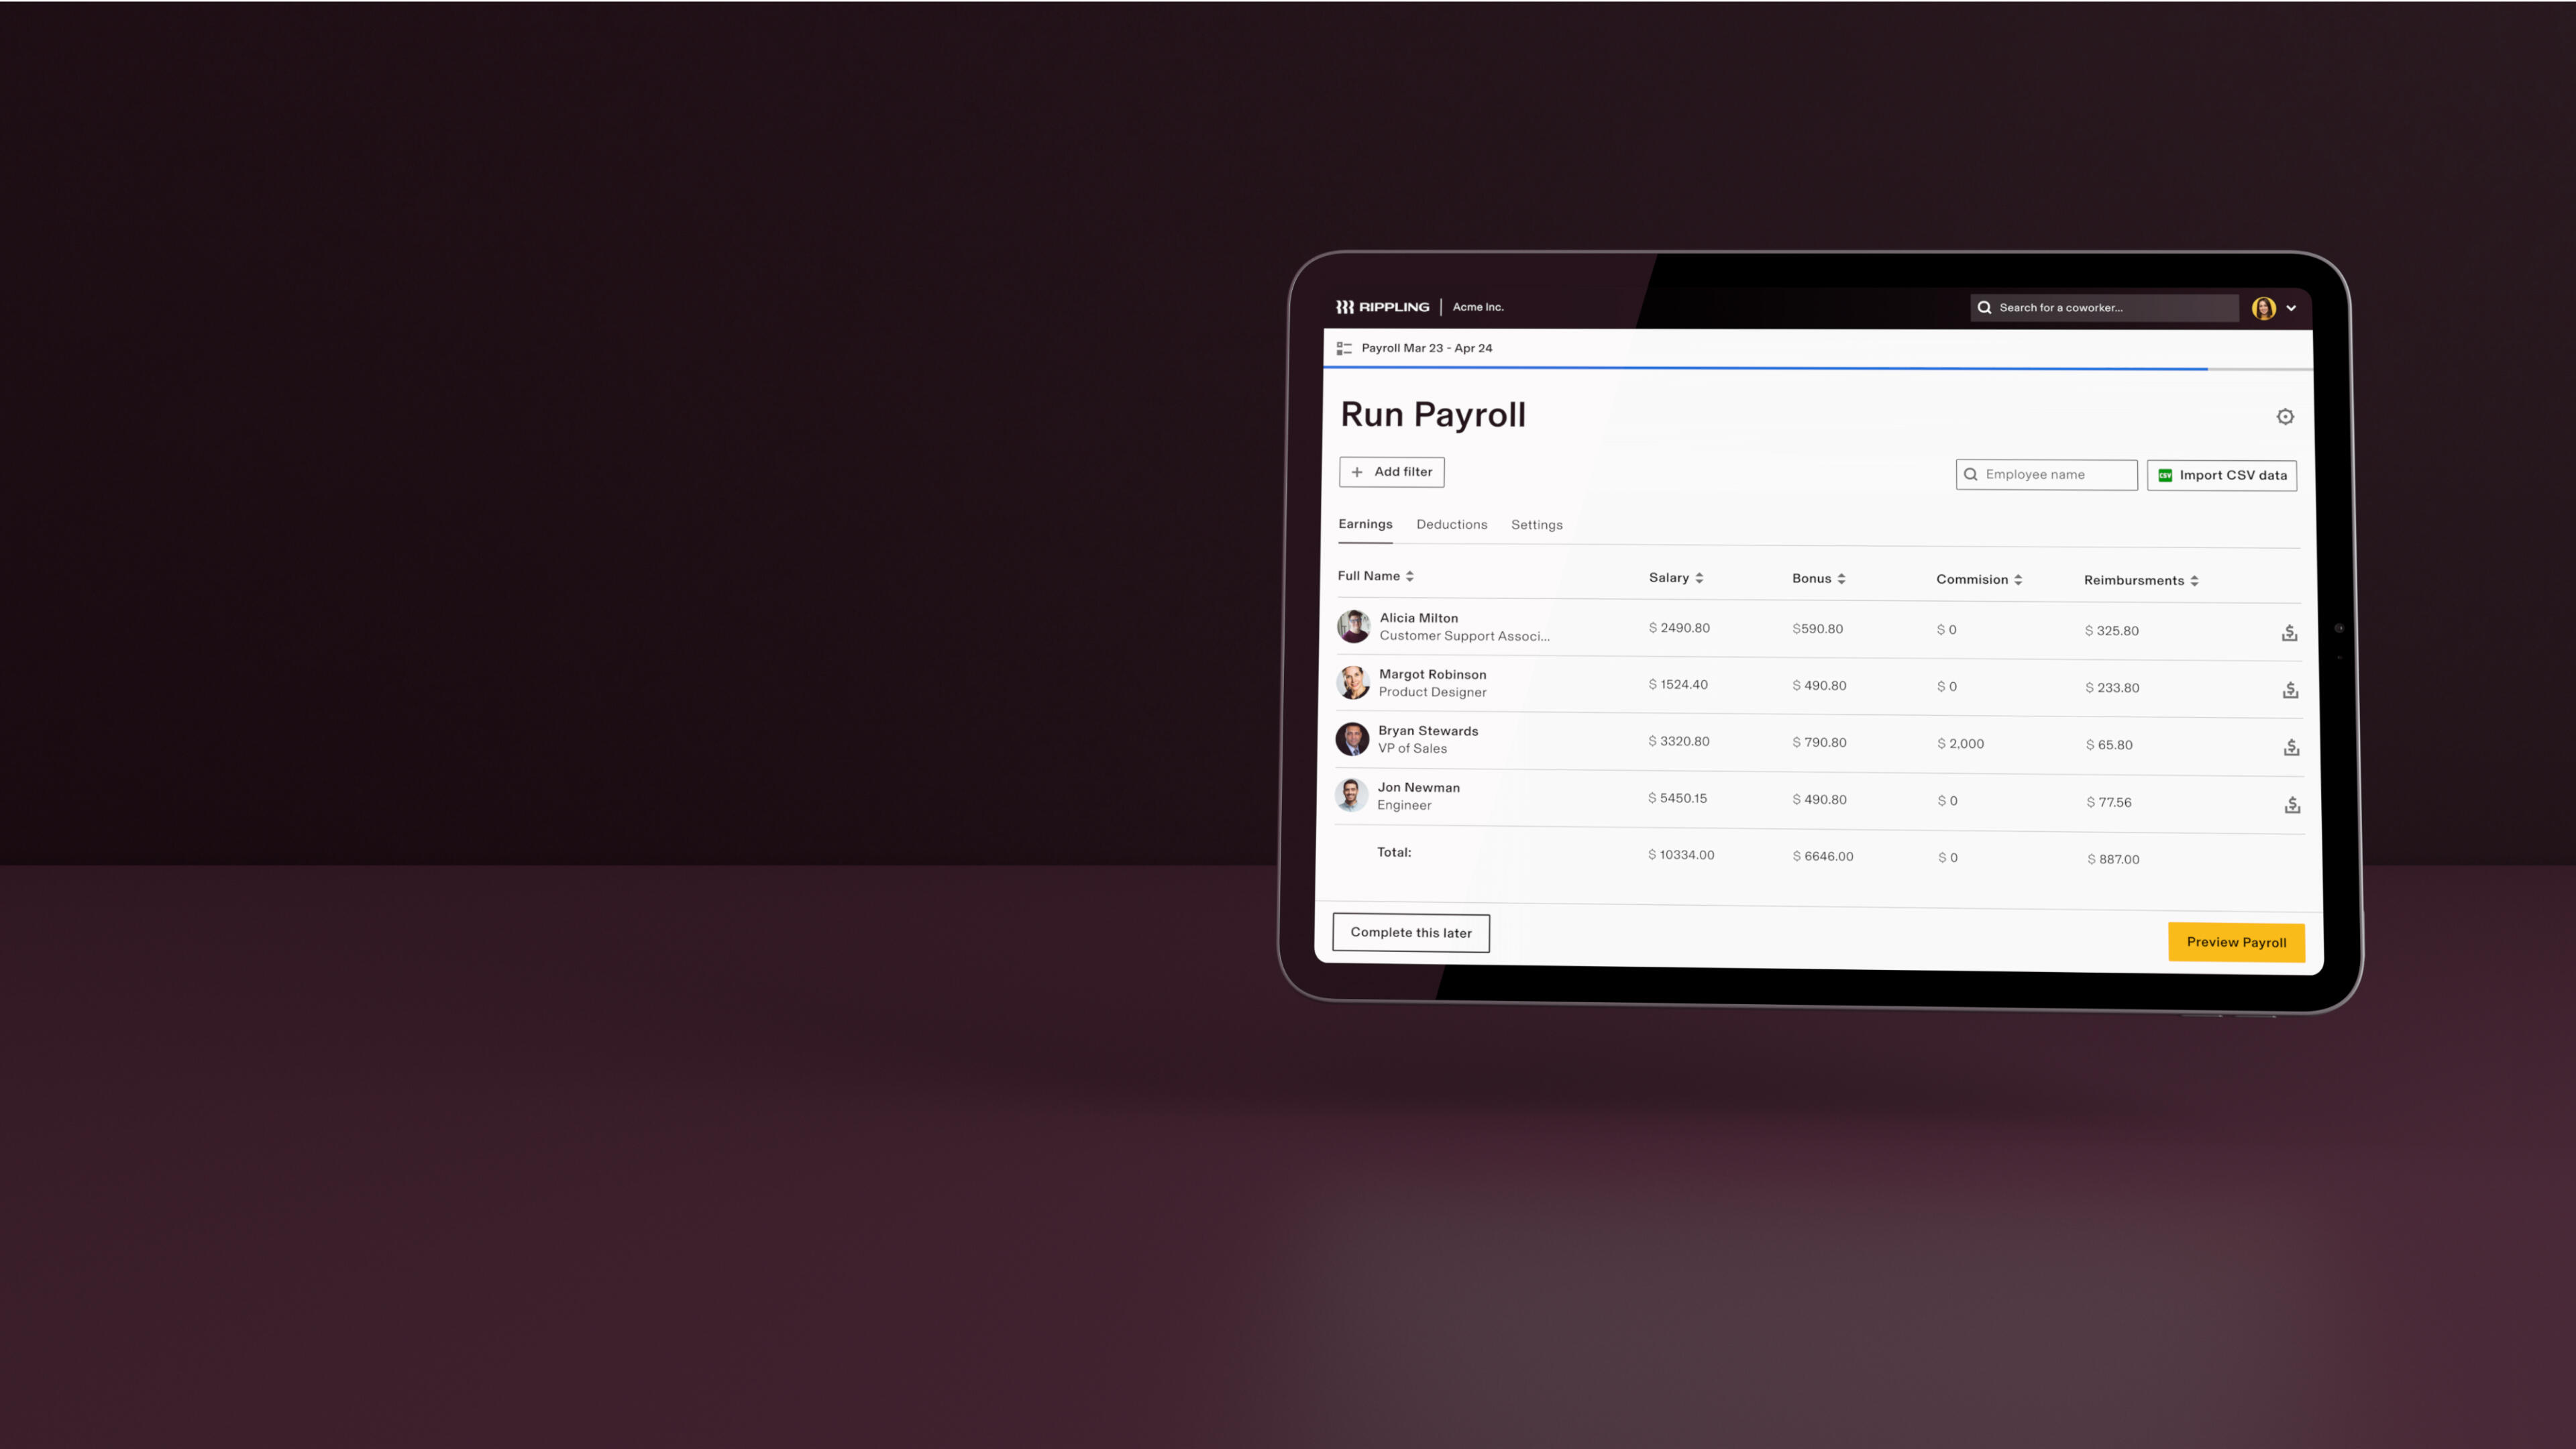 RIPPLING | Acme Inc.
Search for a coworker...
Payroll Mar 23 - Apr 24
Run Payroll
+ Add filter
Employee name
CSV Import CSV data
Earnings Deductions Settings
Full Name Salary Bonus Commision Reimbursments
Alicia Milton
Customer Support Associ...
$ 2490.80 $590.80 $ 0 $ 325.80
Margot Robinson
Product Designer
$ 1524.40 $ 490.80 $ 0 $ 233.80
Bryan Stewards
VP of Sales
$ 3320.80 $ 790.80 $ 2,000 $ 65.80
Jon Newman
Engineer
$ 5450.15 $ 490.80 $ 0 $ 77.56
Total: $ 10334.00 $ 6646.00 $ 0 $ 887.00
Complete this later
Preview Payroll